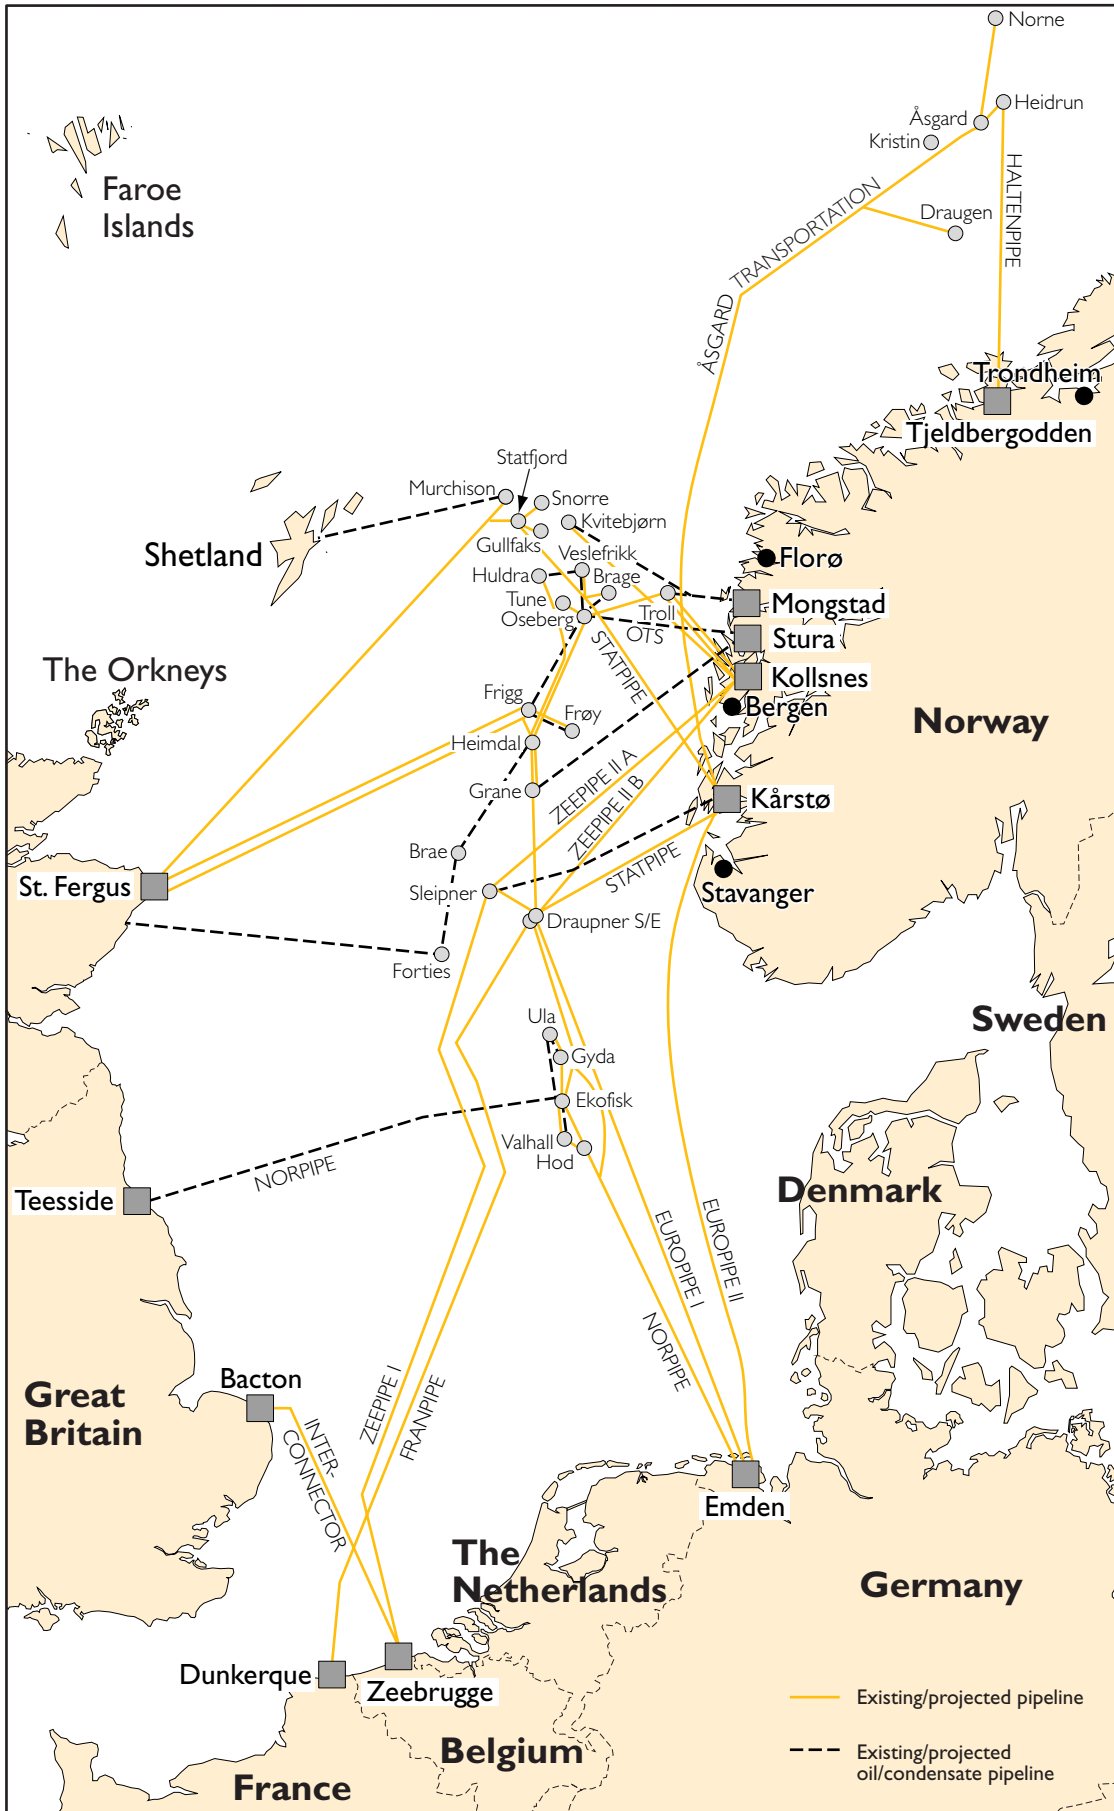 Norne
Heidrun
Åsgard
Kristin
HALTENPIPE
Faroe
Islands
TRANSPORTATION
Draugen
ÅSGARD
Trondheim
Tjeldbergodden
Statfjord
Murchison
Snorre
Kvitebjørn
Shetland
Gullfaks
Veslefrikk
Florø
Huldra
Brage
Tune
Troll
Mongstad
Oseberg
OTS
Stura
STATPIPE
The Orkneys
Kollsnes
Frigg
Frøy
Bergen
Norway
Heimdal
ZEEPIPE II A
Grane
ZEEPIPE II B
Kårstø
Brae
STATPIPE
St. Fergus
Sleipner
Stavanger
Draupner S/E
Forties
Ula
Sweden
Gyda
Ekofisk
Valhall
Hod
NORPIPE
Teesside
Denmark
EUROPIPE I
EUROPIPE II
NORPIPE
Bacton
Great
Britain
ZEEPIPE I
FRANPIPE
INTER-
CONNECTOR
Emden
The
Netherlands
Germany
Dunkerque
Zeebrugge
Existing/projected pipeline
Belgium
Existing/projected
oil/condensate pipeline
France